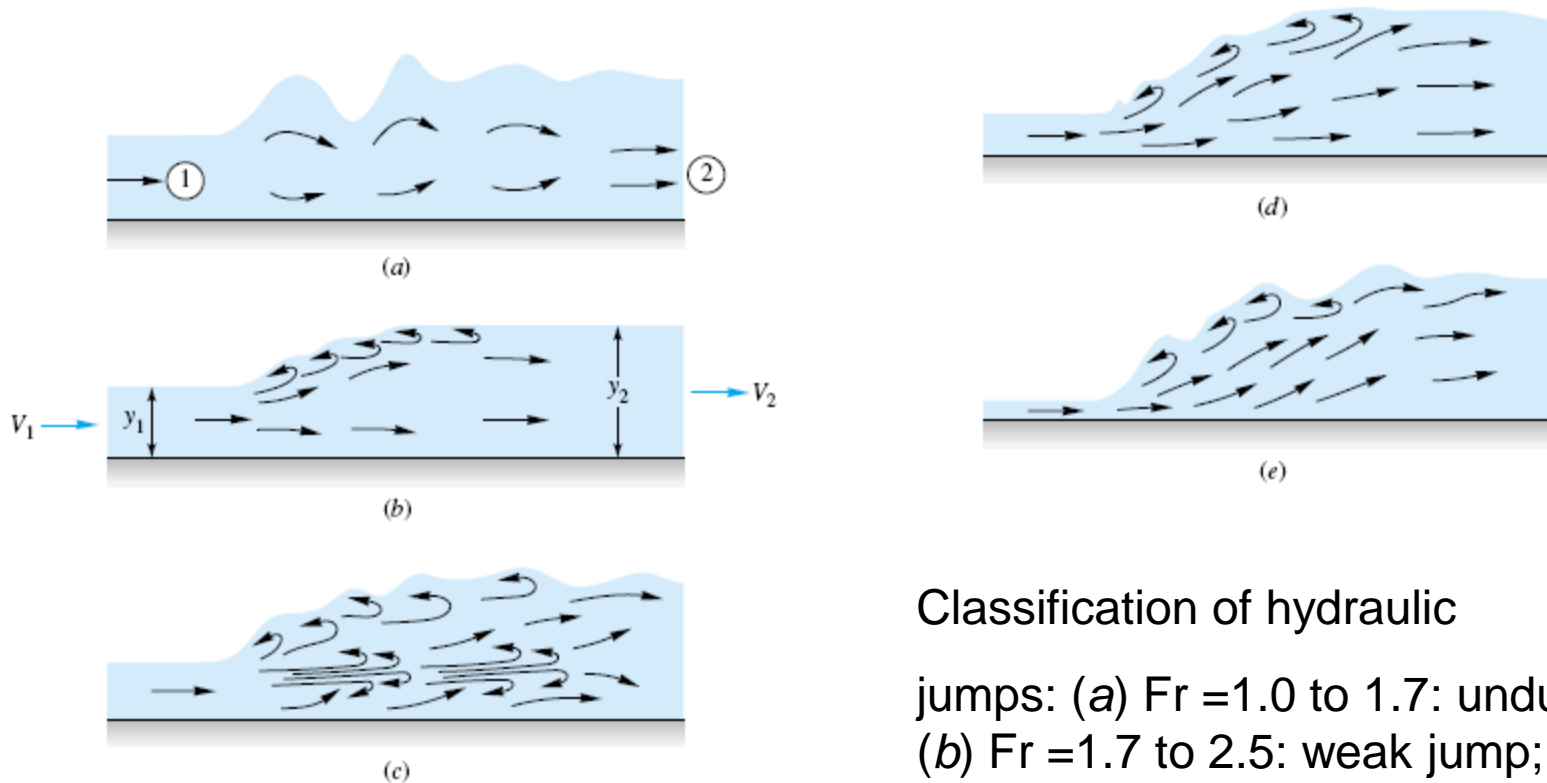 1
2
(a)
V1
y1
y2
V2
(b)
(c)
(d)
(e)
Classification of hydraulic
jumps: (a) Fr =1.0 to 1.7: undu
(b) Fr =1.7 to 2.5: weak jump;